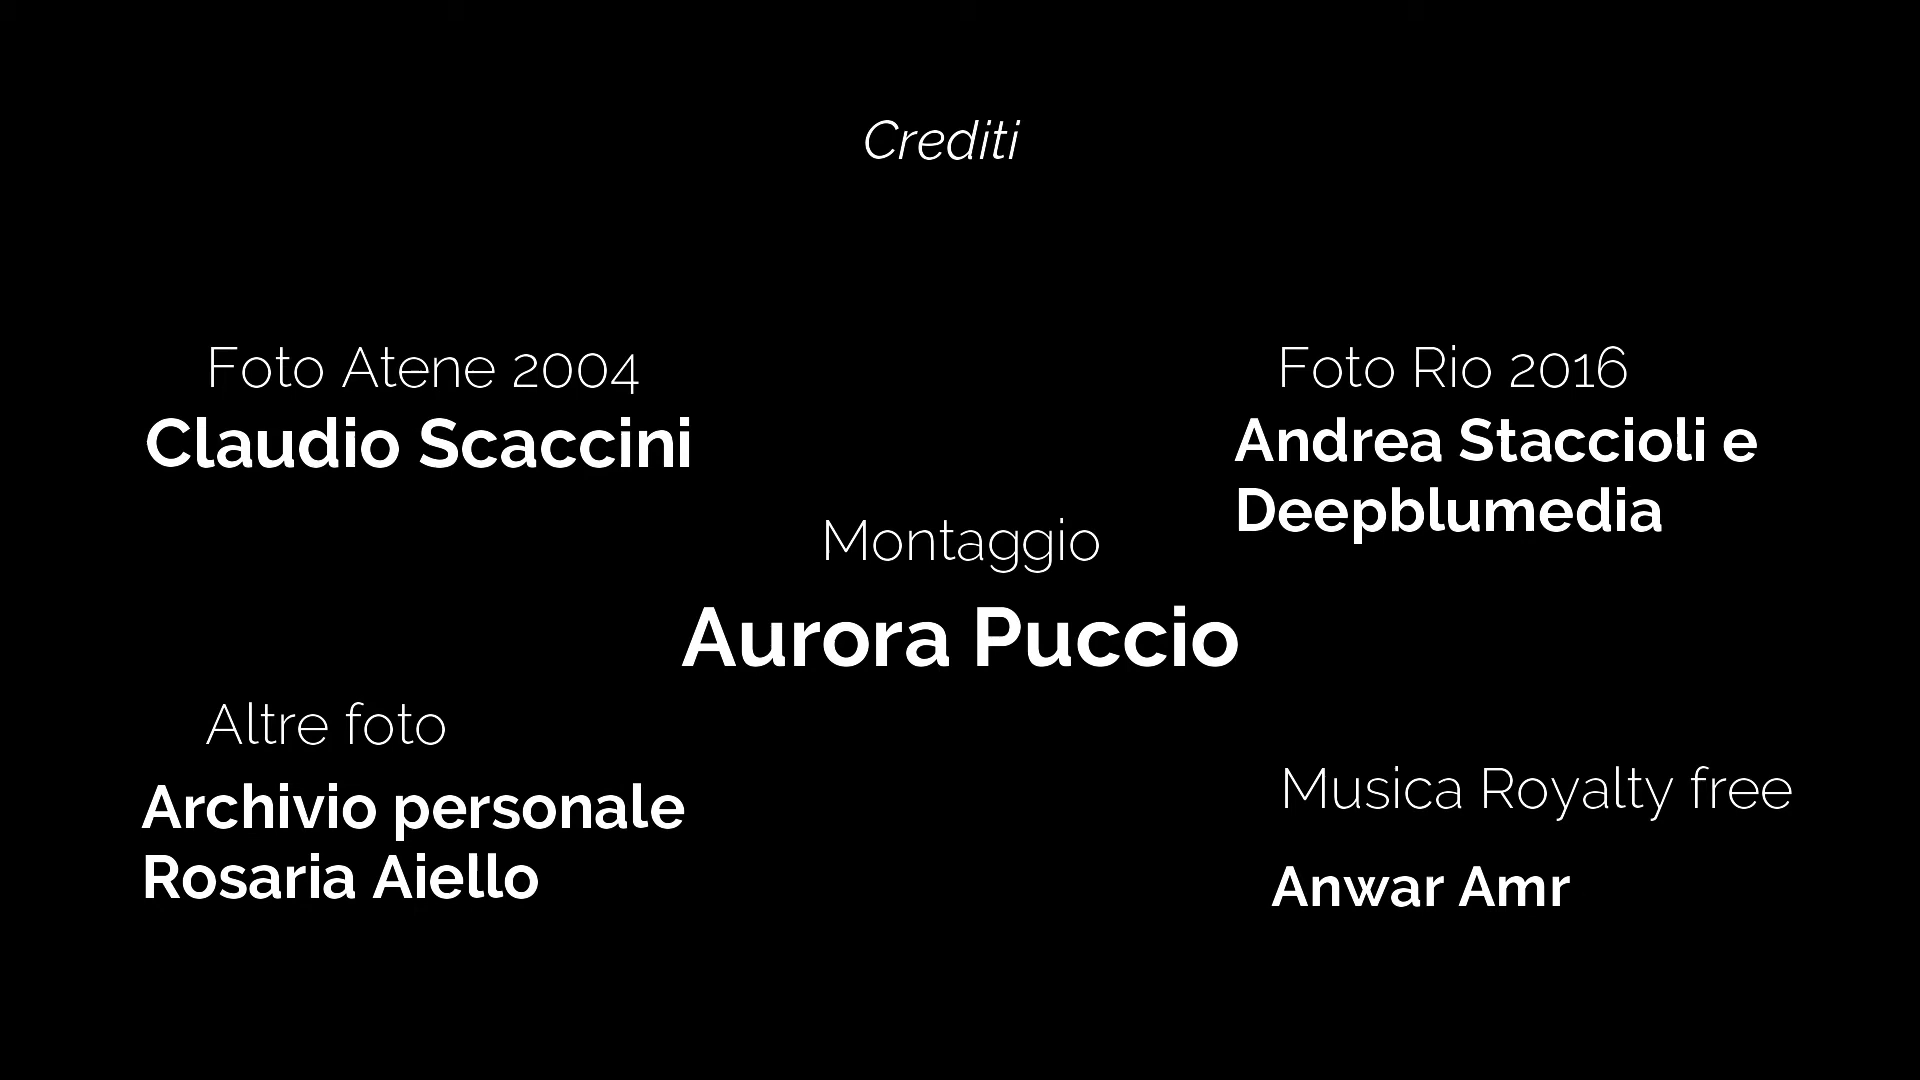 Crediti
Foto Atene 2004
Claudio Scaccini
Foto Rio 2016
Andrea Staccioli e
Deepblumedia
Montaggio
Aurora Puccio
Altre foto
Archivio personale
Rosaria Aiello
Musica Royalty free
Anwar Amr